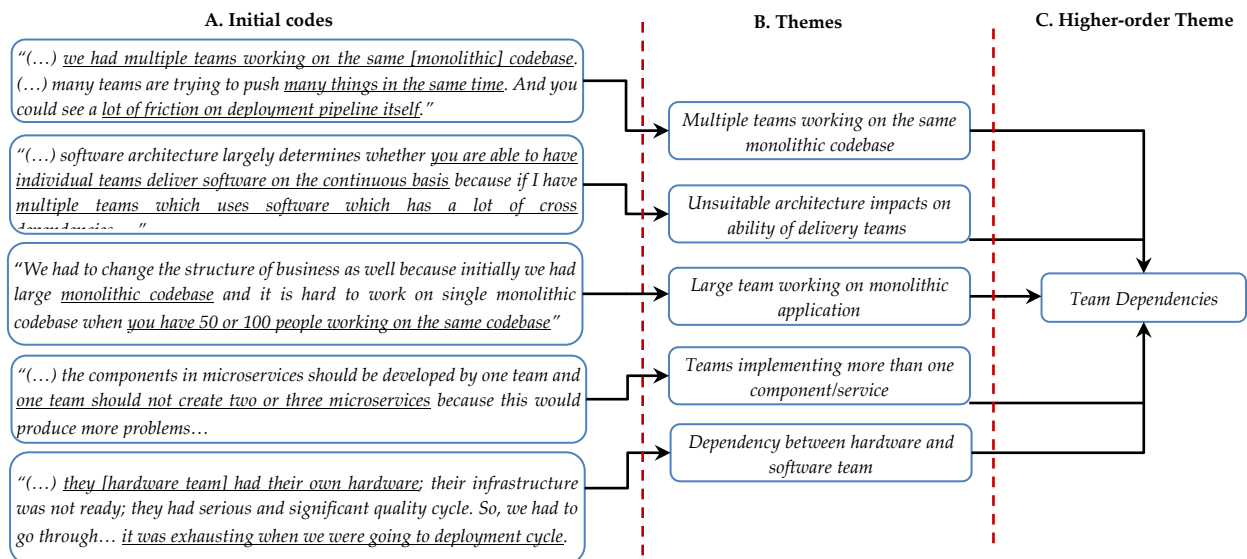 A. Initial codes
B. Themes
C. Higher-order Theme
“(…) we had multiple teams working on the same [monolithic] codebase.
(…) many teams are trying to push many things in the same time. And you
could see a lot of friction on deployment pipeline itself.”
“(…) software architecture largely determines whether you are able to have
individual teams deliver software on the continuous basis because if I have
multiple teams which uses software which has a lot of cross
“We had to change the structure of business as well because initially we had
large monolithic codebase and it is hard to work on single monolithic
codebase when you have 50 or 100 people working on the same codebase”
“(…) the components in microservices should be developed by one team and
one team should not create two or three microservices because this would
produce more problems…
“(…) they [hardware team] had their own hardware; their infrastructure
was not ready; they had serious and significant quality cycle. So, we had to
go through… it was exhausting when we were going to deployment cycle.
Multiple teams working on the same
monolithic codebase
Unsuitable architecture impacts on
ability of delivery teams
Large team working on monolithic
application
Teams implementing more than one
component/service
Dependency between hardware and
software team
Team Dependencies